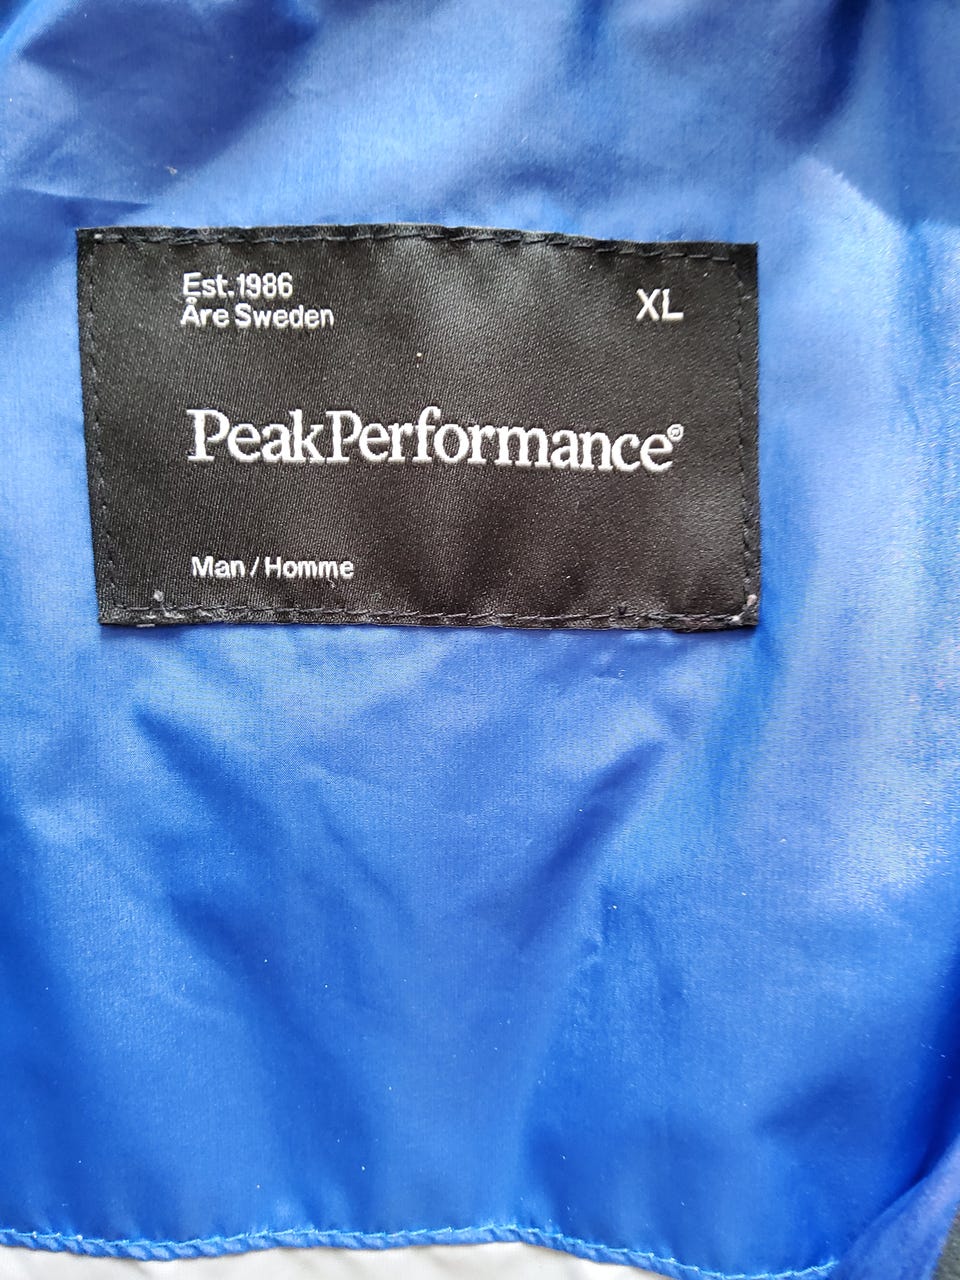 Est.1986
Åre Sweden
XL
PeakPerformance®
Man / Homme